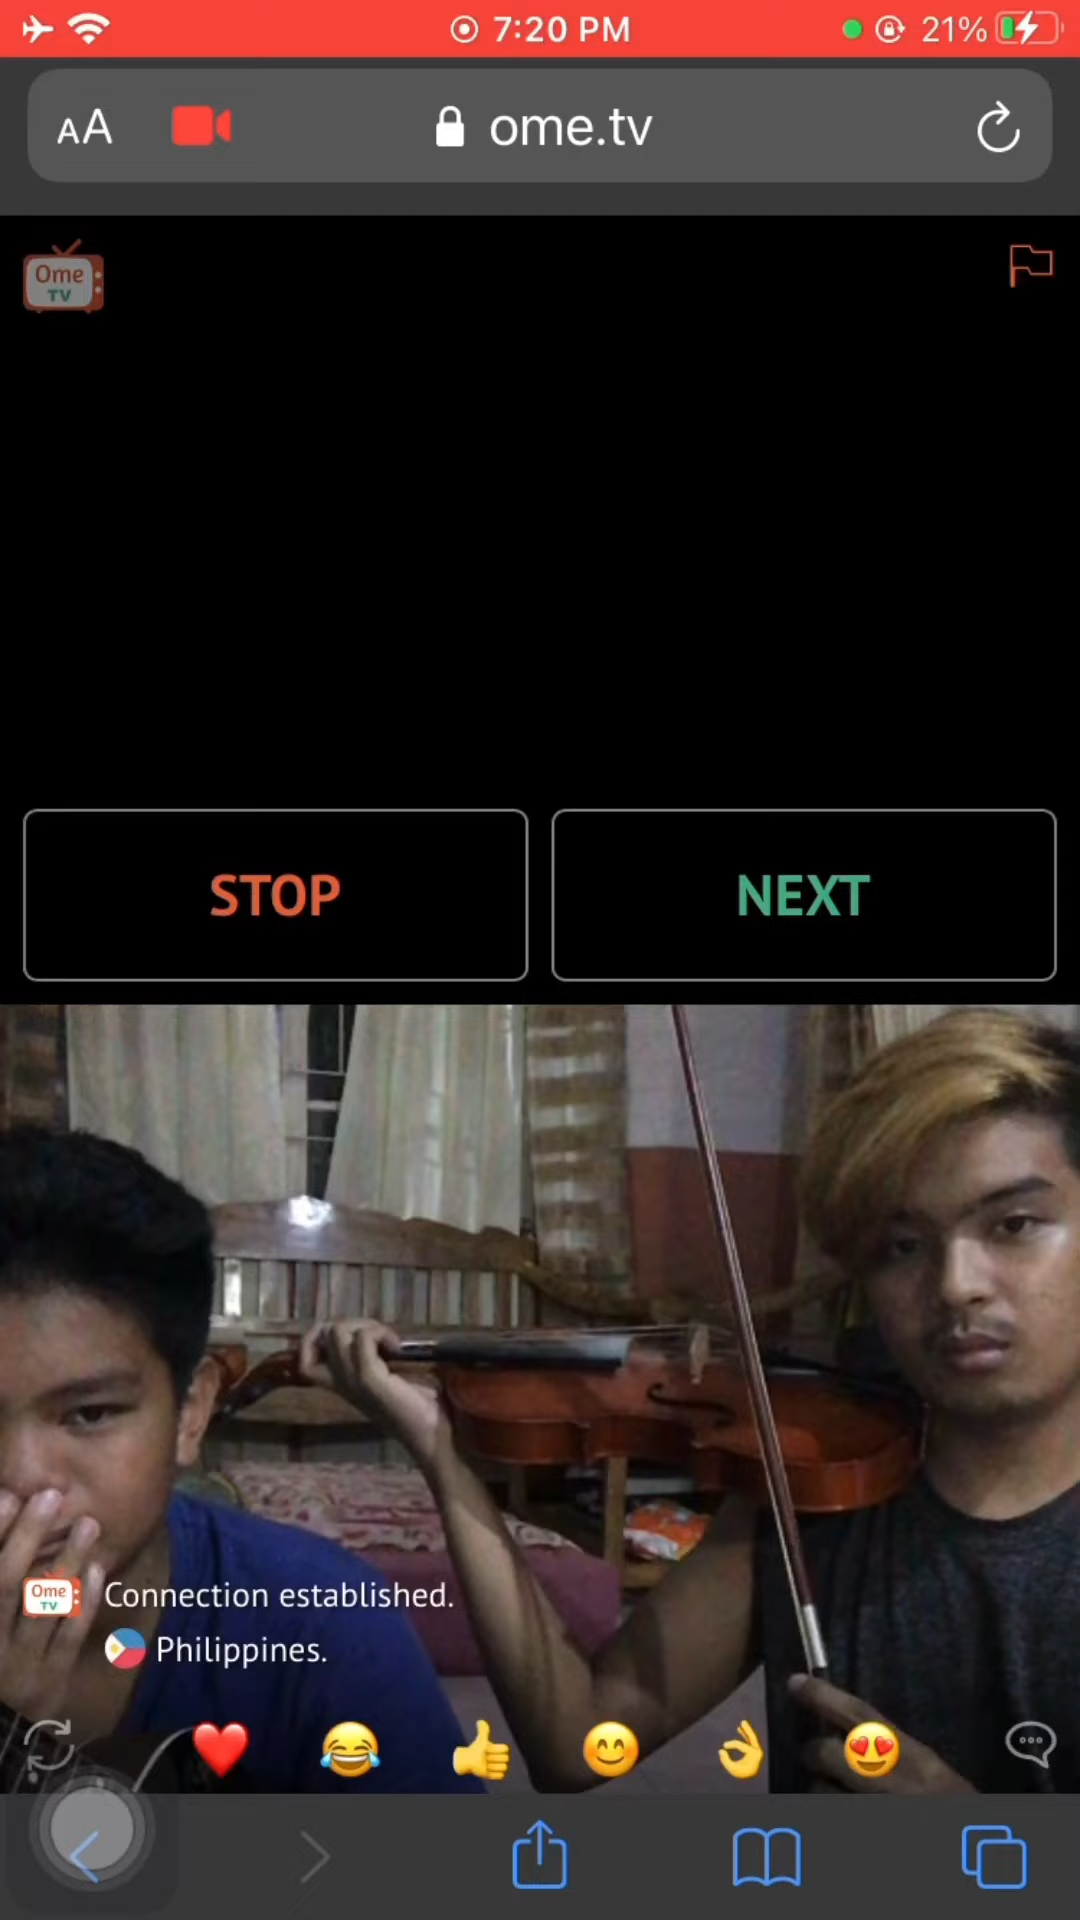 7:20 PM
21%
AA
ome.tv
Ome
TV
STOP
NEXT
Ome
TV
Connection established.
Philippines.